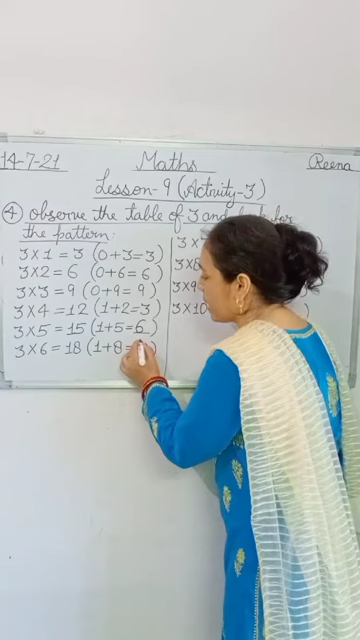 14-7-21 Maths Reena
Lesson-9 (Activity-3)
④ observe the table of 3 and for
the pattern:
3×1=3 (0+3=3)
3×2=6 (0+6=6)
3×3=9 (0+9=9)
3×4=12 (1+2=3)
3×5=15 (1+5=6)
3×6=18 (1+8=
3×
3×
3×9
3×10